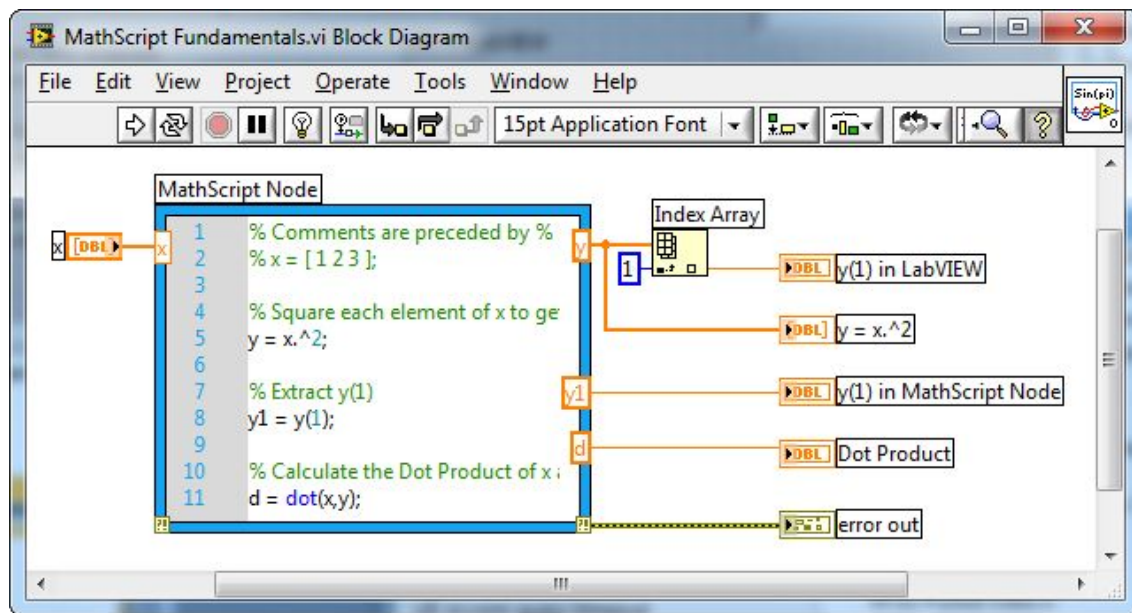 MathScript Fundamentals.vi Block Diagram
File Edit View Project Operate Tools Window Help
15pt Application Font
Sin(pi)
0
MathScript Node
x [DBL] x
1 % Comments are preceded by %
2 % x = [ 1 2 3 ];
3
4 % Square each element of x to ge
5 y = x.^2;
6
7 % Extract y(1)
8 y1 = y(1);
9
10 % Calculate the Dot Product of x
11 d = dot(x,y);
y
y1
d
?!
?!
Index Array
1
DBL y(1) in LabVIEW
[DBL] y = x.^2
DBL y(1) in MathScript Node
DBL Dot Product
error out